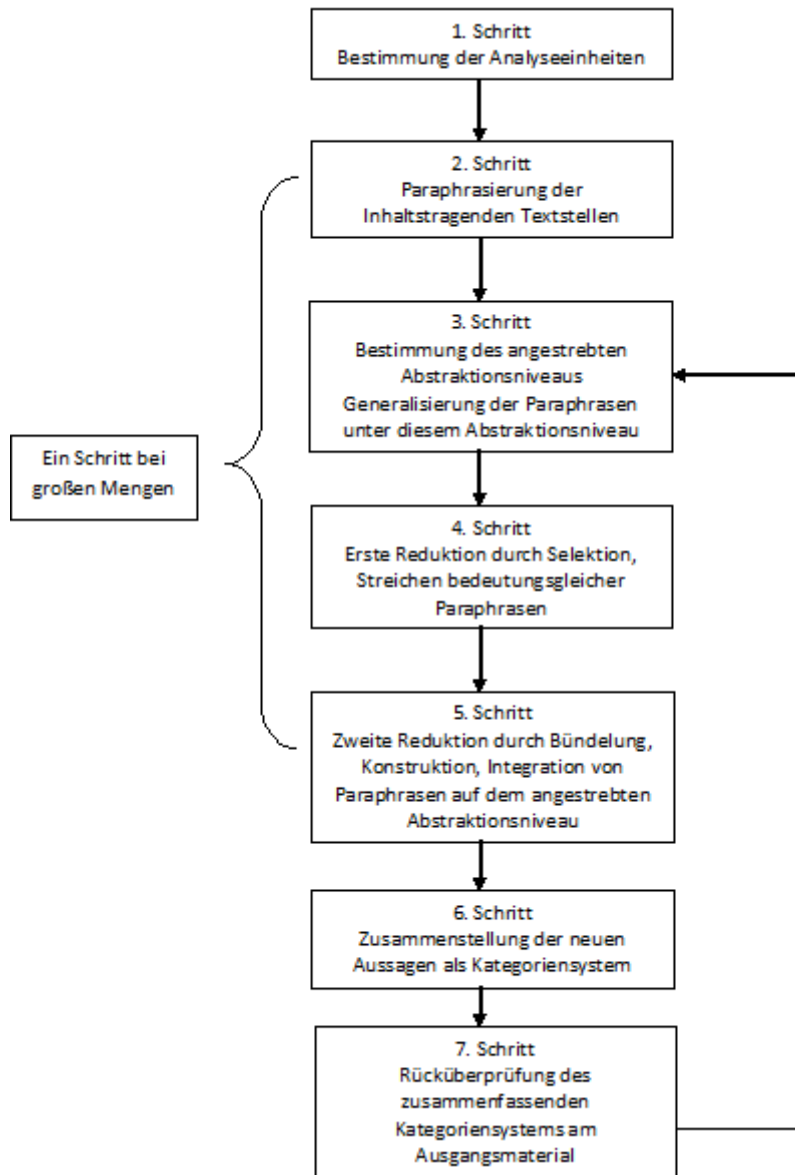 1. Schritt
Bestimmung der Analyseeinheiten
2. Schritt
Paraphrasierung der
Inhaltstragenden Textstellen
3. Schritt
Bestimmung des angestrebten
Abstraktionsniveaus
Generalisierung der Paraphrasen
unter diesem Abstraktionsniveau
Ein Schritt bei
großen Mengen
4. Schritt
Erste Reduktion durch Selektion,
Streichen bedeutungsgleicher
Paraphrasen
5. Schritt
Zweite Reduktion durch Bündelung,
Konstruktion, Integration von
Paraphrasen auf dem angestrebten
Abstraktionsniveau
6. Schritt
Zusammenstellung der neuen
Aussagen als Kategoriensystem
7. Schritt
Rücküberprüfung des
zusammenfassenden
Kategoriensystems am
Ausgangsmaterial